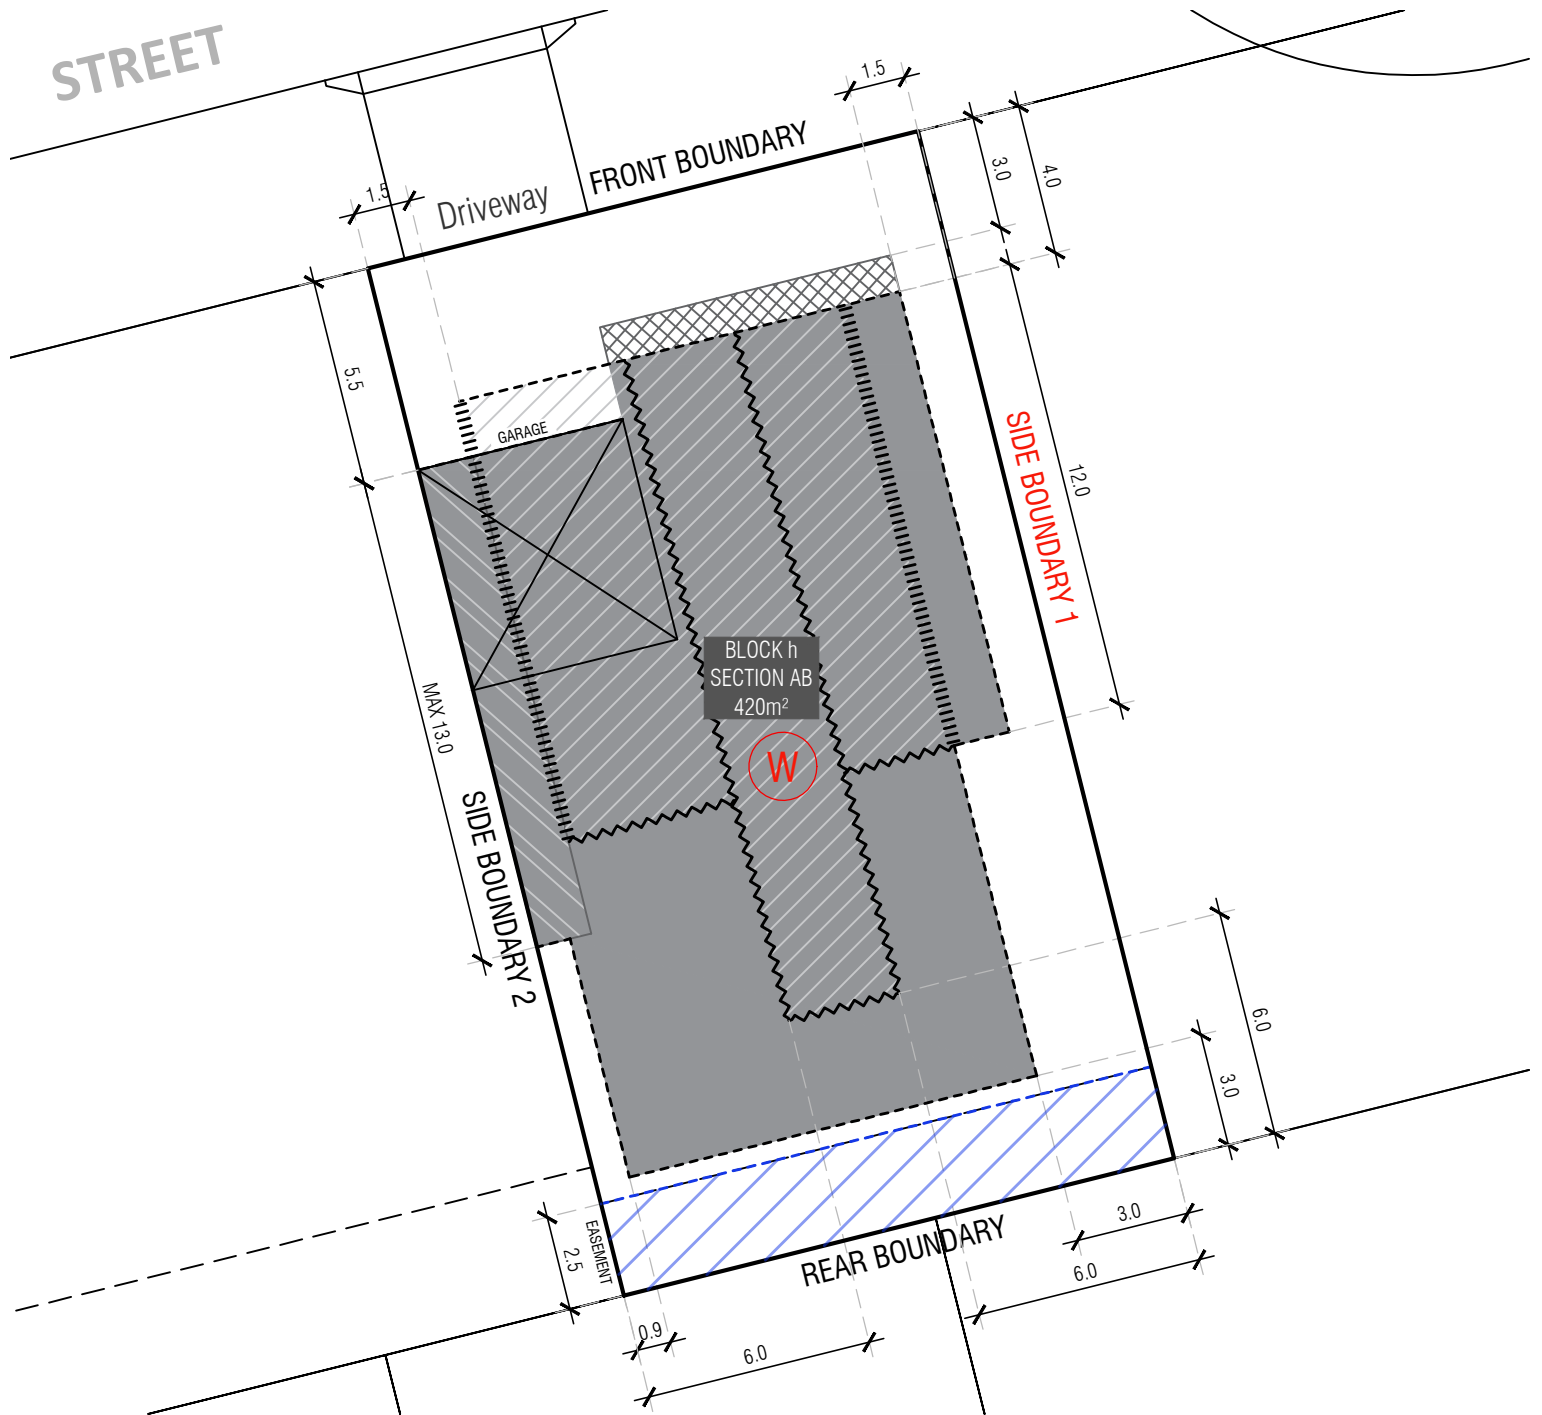 STREET
1.5
FRONT BOUNDARY
1.5
Driveway
3.0
4.0
5.5
GARAGE
SIDE BOUNDARY 1
12.0
BLOCK h
SECTION AB
420m²
W
MAX 13.0
SIDE BOUNDARY 2
6.0
3.0
EASEMENT
2.5
REAR BOUNDARY
3.0
6.0
0.9
6.0